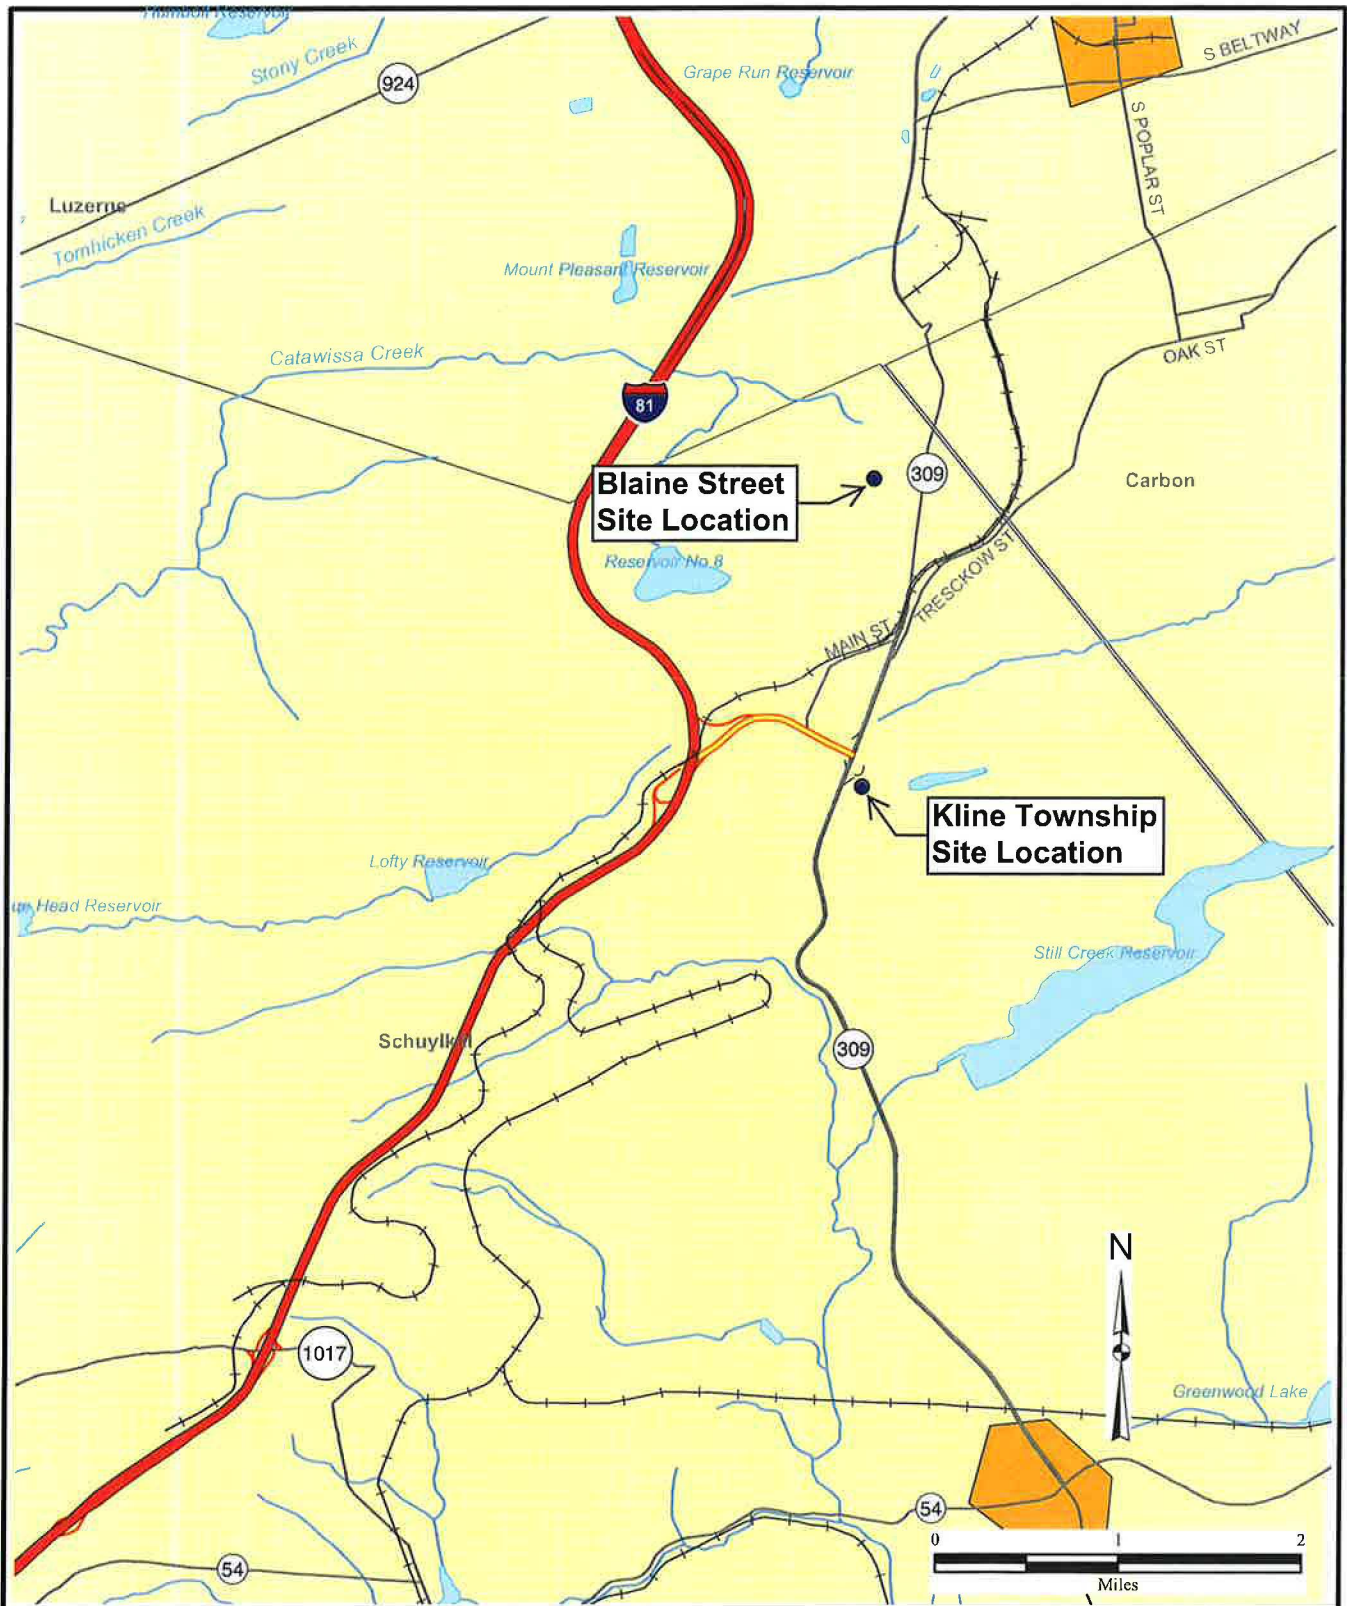 Humbolt Reservoir
Stony Creek
924
Grape Run Reservoir
S BELTWAY
S POPLAR ST
Luzerne
Tomhicken Creek
Mount Pleasant Reservoir
Catawissa Creek
OAK ST
81
Blaine Street
Site Location
309
Carbon
Reservoir No 8
TRESCKOW ST
MAIN ST
Kline Township
Site Location
Lofty Reservoir
Head Reservoir
Still Creek Reservoir
Schuylkill
309
N
1017
Greenwood Lake
54
0 1 2
Miles
54